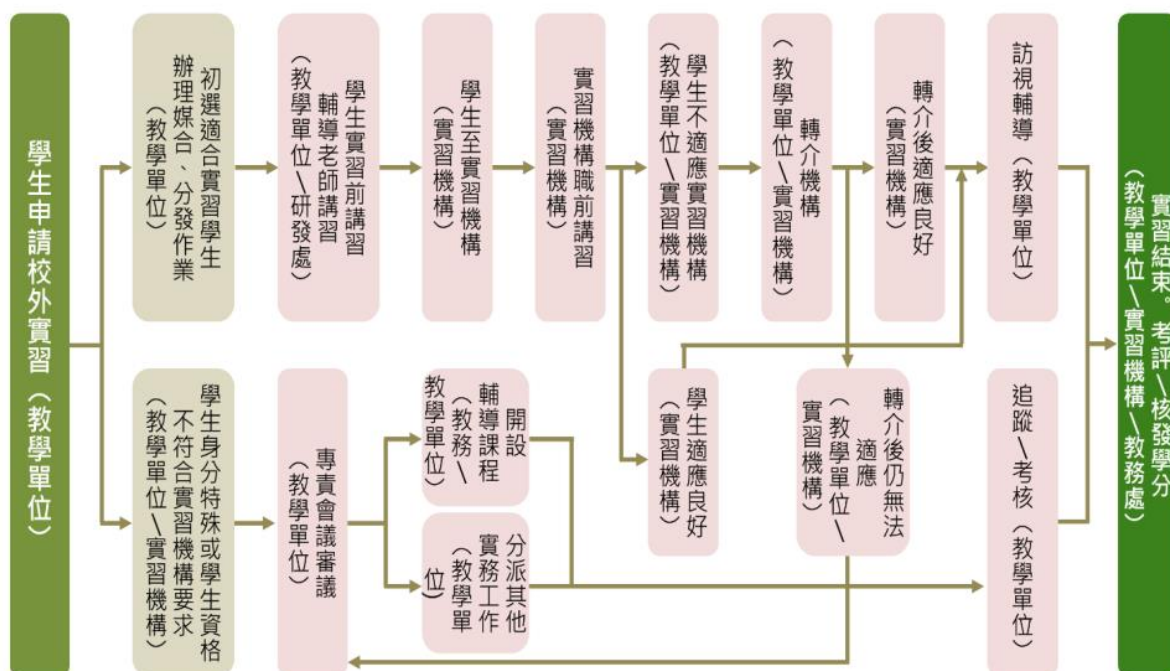 學生申請校外實習（教學單位）
初選適合實習學生
辦理媒合、分發作業
（教學單位）
學生實習前講習
輔導老師講習
（教學單位/研發處）
學生至實習機構
（實習機構）
實習機構職前講習
（實習機構）
學生不適應實習機構
（教學單位/實習機構）
轉介機構
（教學單位/實習機構）
轉介後適應良好
（實習機構）
訪視輔導（教學單位）
學生身分特殊或學生資格
不符合實習機構要求
（教學單位/實習機構）
專責會議審議
（教學單位）
開設
輔導課程
（教務/
教學單位）
分派其他
實務工作
（教學單
位）
學生適應良好
（實習機構）
轉介後仍無法
適應
（教學單位/
實習機構）
追蹤/考核（教學單位）
實習結束。考評/核發學分
（教學單位/實習機構/教務處）